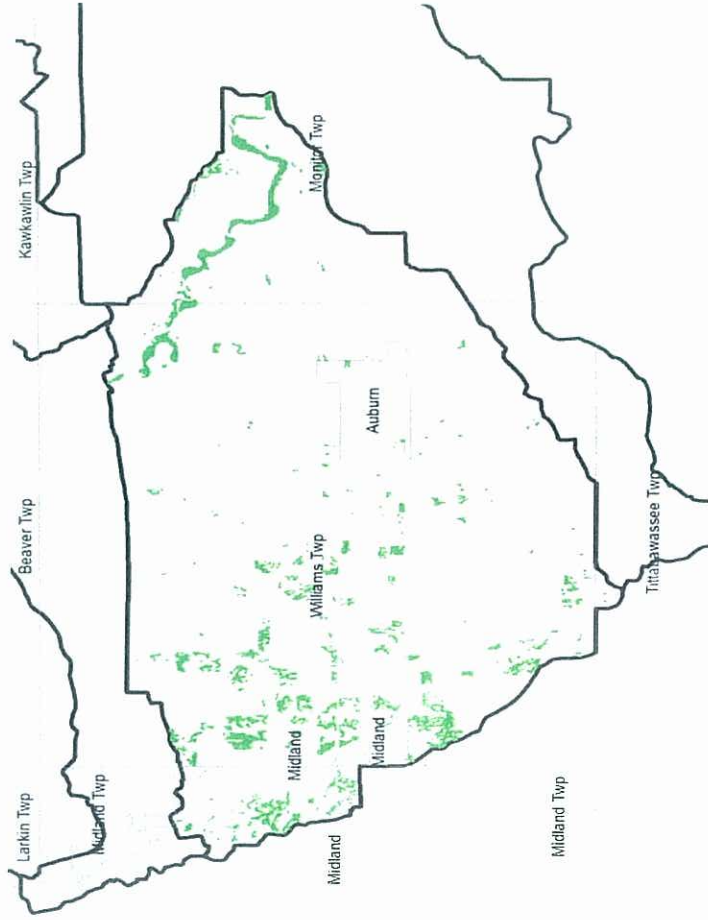 Larkin Twp
Beaver Twp
Kawkawlin Twp
Midland Twp
Midland
Williams Twp
Monitor Twp
Midland
Midland
Auburn
Midland Twp
Tittabawassee Twp